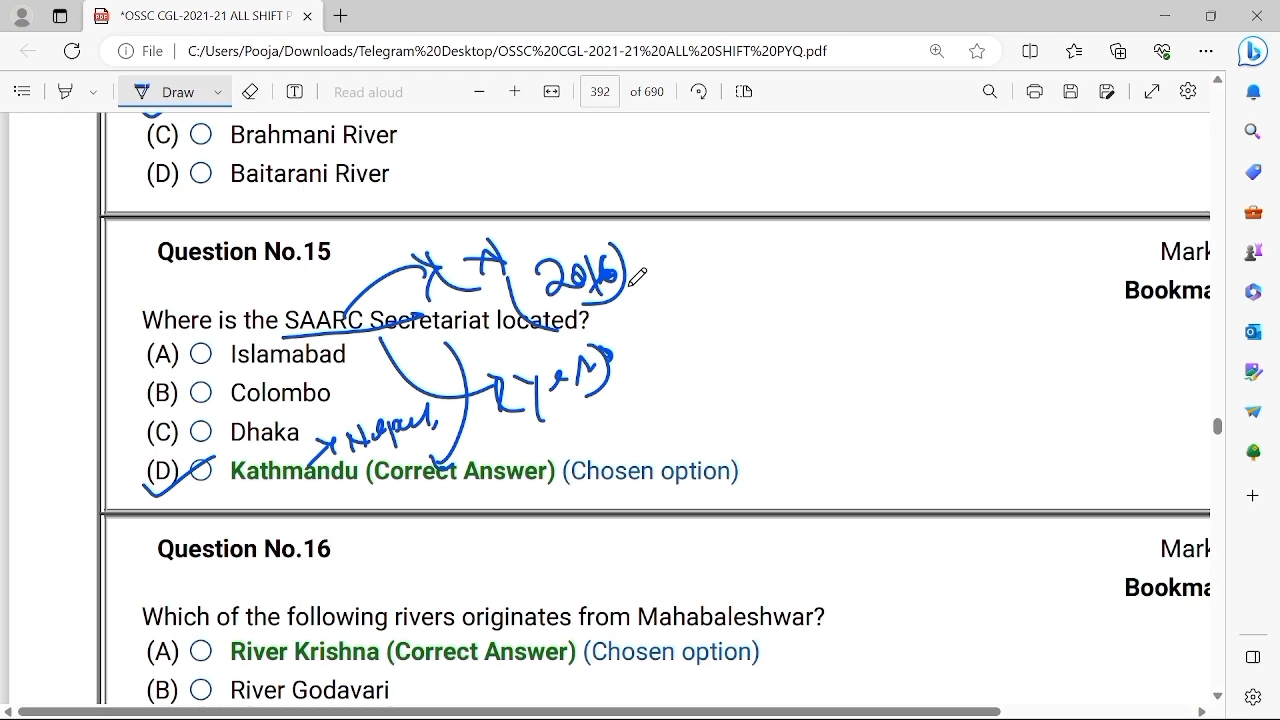 *OSSC CGL-2021-21 ALL SHIFT P
File C:/Users/Pooja/Downloads/Telegram%20Desktop/OSSC%20CGL-2021-21%20ALL%20SHIFT%20PYQ.pdf
Draw Read aloud 392 of 690
(C) Brahmani River
(D) Baitarani River
Question No.15 Mark
Bookma
Where is the SAARC Secretariat located?
(A) Islamabad
(B) Colombo
(C) Dhaka
(D) Kathmandu (Correct Answer) (Chosen option)
Question No.16 Mark
Bookma
Which of the following rivers originates from Mahabaleshwar?
(A) River Krishna (Correct Answer) (Chosen option)
(B) River Godavari